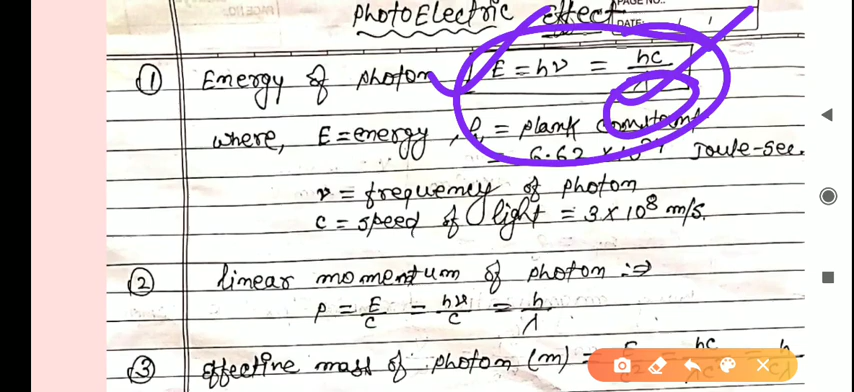 PAGE NO.
PhotoElectric Effect
DATE:
① Energy of photon E = hν = hc/λ
where, E = energy, h = plank constant
= 6.62 × 10 Joule-sec.
ν = frequency of photon
c = speed of light = 3 × 10⁸ m/s.
② linear momentum of photon :⇒
P = E/c = hν/c = h/λ
③ effective mass of photon (m) =